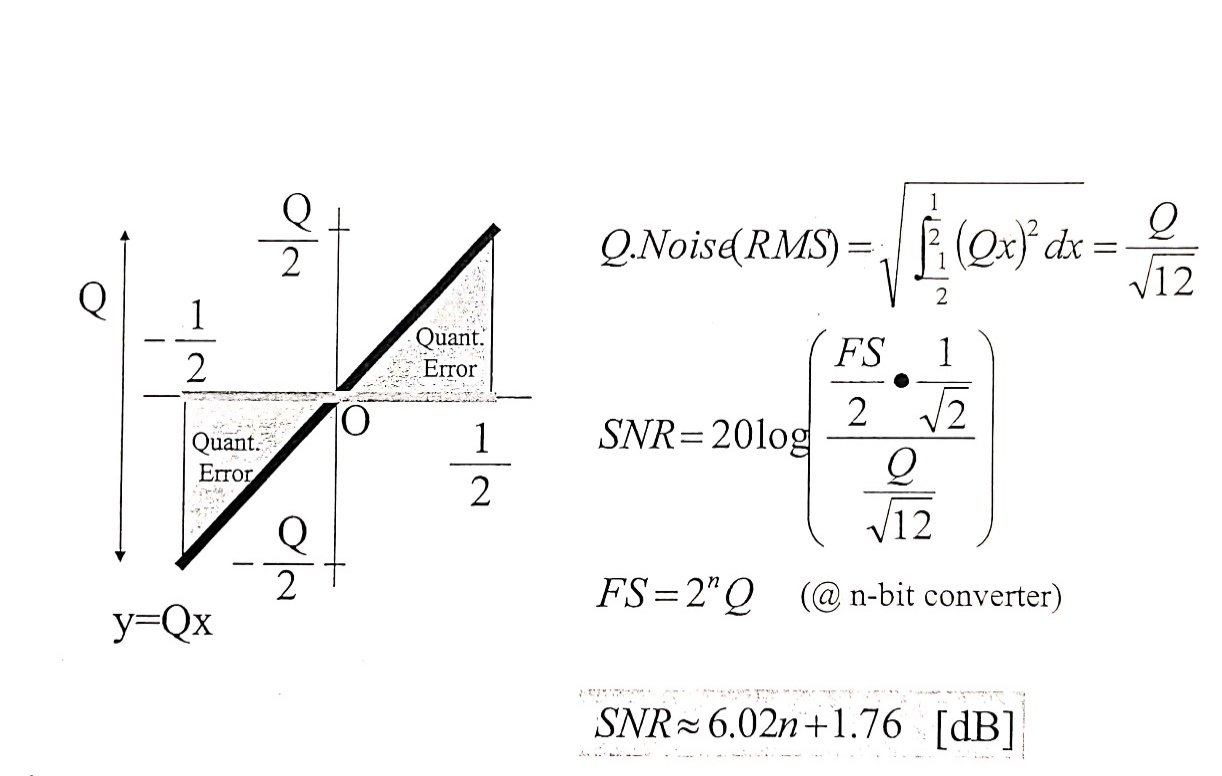 Q/2
Q
-1/2
Quant.
Error
O
Quant.
Error
1/2
-Q/2
y=Qx
Q.Noise(RMS) = √(∫_{1/2}^{1/2} (Qx)² dx) = Q/√12
SNR = 20log((FS/2 • 1/√2)/(Q/√12))
FS = 2ⁿQ (@ n-bit converter)
SNR ≈ 6.02n+1.76 [dB]